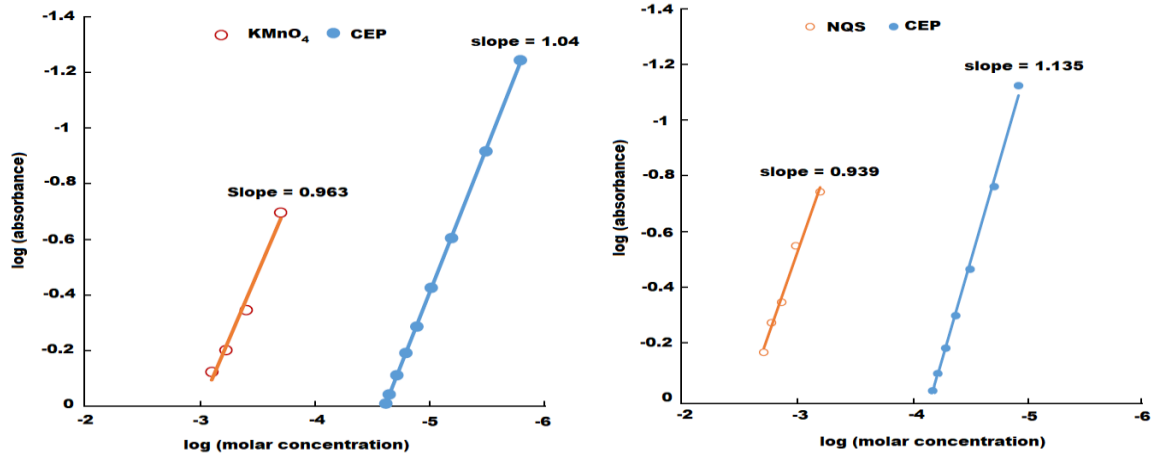 -1.4
KMnO4 CEP
slope = 1.04
-1.2
-1
-0.8
Slope = 0.963
-0.6
-0.4
-0.2
0
-2 -3 -4 -5 -6
log (absorbance)
log (molar concentration)
-1.4
NQS CEP
-1.2
slope = 1.135
-1
-0.8
slope = 0.939
-0.6
-0.4
-0.2
0
-2 -3 -4 -5 -6
log (absorbance)
log (molar concentration)